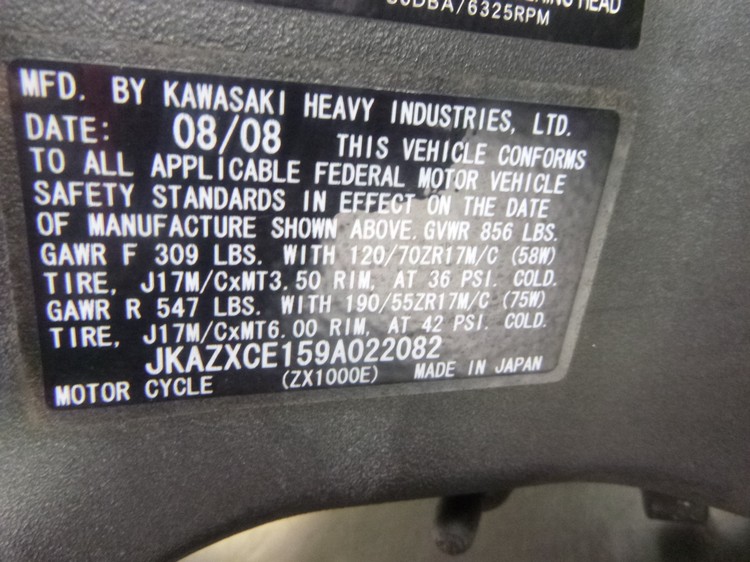 HEAD
/6325RPM
MFD. BY KAWASAKI HEAVY INDUSTRIES, LTD.
DATE: 08/08 THIS VEHICLE CONFORMS
TO ALL APPLICABLE FEDERAL MOTOR VEHICLE
SAFETY STANDARDS IN EFFECT ON THE DATE
OF MANUFACTURE SHOWN ABOVE. GVWR 856 LBS.
GAWR F 309 LBS. WITH 120/70ZR17M/C (58W)
TIRE, J17M/CxMT3.50 RIM, AT 36 PSI. COLD.
GAWR R 547 LBS. WITH 190/55ZR17M/C (75W)
TIRE, J17M/CxMT6.00 RIM, AT 42 PSI. COLD.
JKAZXCE159A022082
MOTOR CYCLE (ZX1000E) MADE IN JAPAN